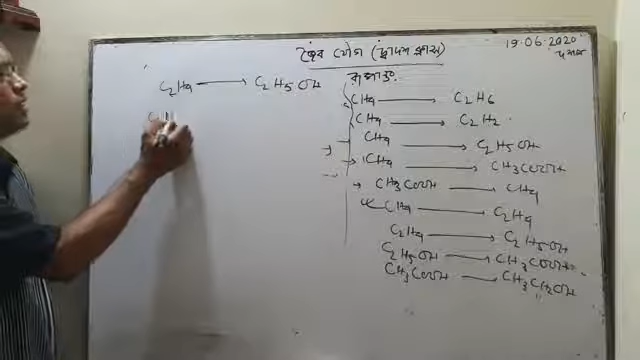 জৈব যৌগ (দ্বাদশ ক্লাস)
19.06.2020
C₂H₄ ⟶ C₂H₅OH
CH
CH₄ ⟶ C₂H₆
CH₄ ⟶ C₂H₂
CH₄ ⟶ C₂H₅OH
CH₄ ⟶ CH₃COOH
CH₃COOH ⟶ CH₄
CH₄ ⟶ C₂H₄
C₂H₄ ⟶ C₂H₅OH
C₂H₅OH ⟶ CH₃COOH
CH₃COOH ⟶ CH₃CH₂OH